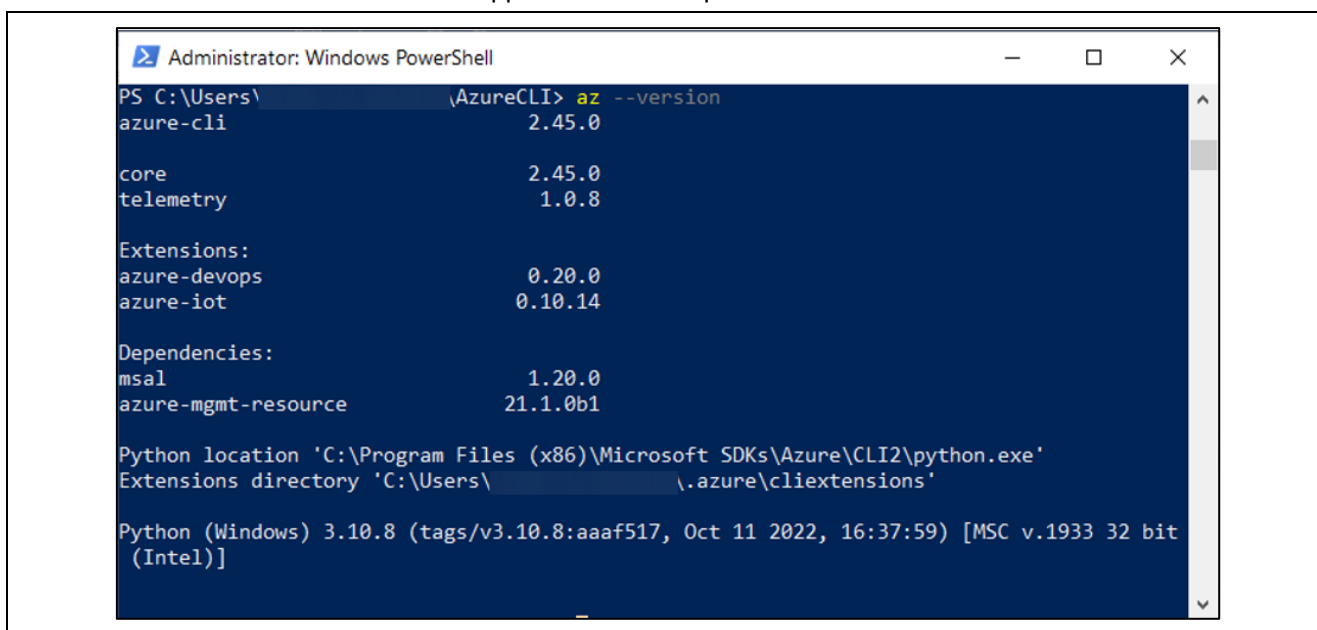 Administrator: Windows PowerShell
PS C:\Users\ \AzureCLI> az --version
azure-cli 2.45.0
core 2.45.0
telemetry 1.0.8
Extensions:
azure-devops 0.20.0
azure-iot 0.10.14
Dependencies:
msal 1.20.0
azure-mgmt-resource 21.1.0b1
Python location 'C:\Program Files (x86)\Microsoft SDKs\Azure\CLI2\python.exe'
Extensions directory 'C:\Users\ \.azure\cliextensions'
Python (Windows) 3.10.8 (tags/v3.10.8:aaaf517, Oct 11 2022, 16:37:59) [MSC v.1933 32 bit
(Intel)]